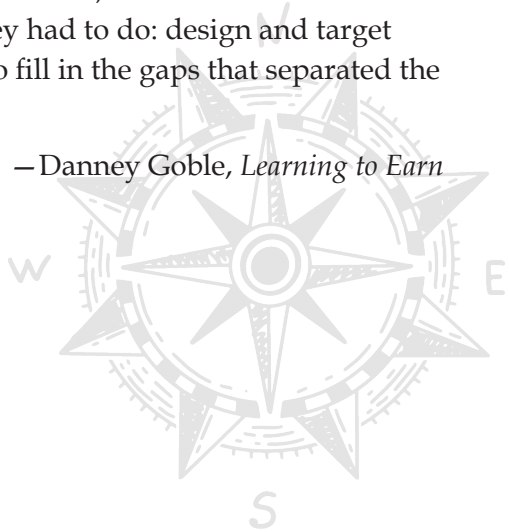 ey had to do: design and target
o fill in the gaps that separated the
—Danney Goble, Learning to Earn
N
W
E
S